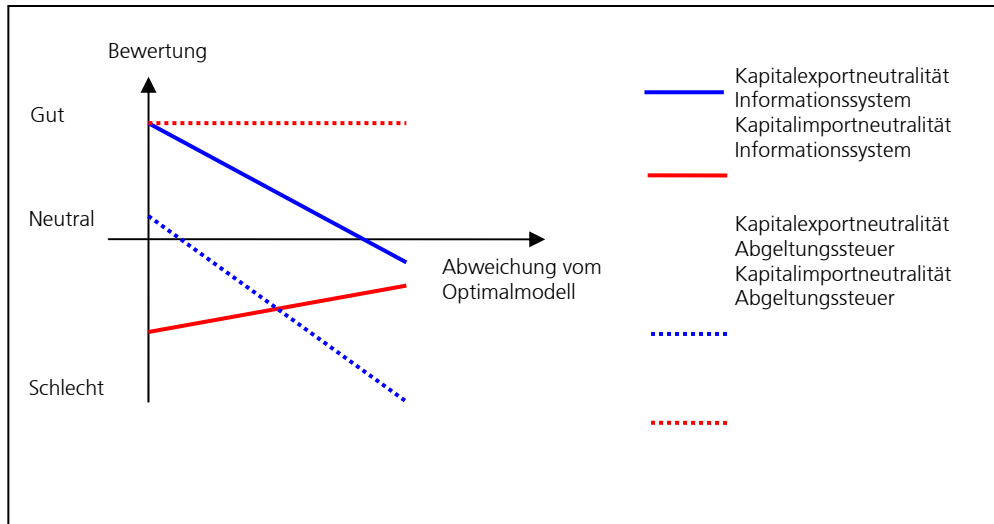 Bewertung
Gut
Neutral
Schlecht
Abweichung vom
Optimalmodell
Kapitalexportneutralität
Informationssystem
Kapitalimportneutralität
Informationssystem
Kapitalexportneutralität
Abgeltungssteuer
Kapitalimportneutralität
Abgeltungssteuer